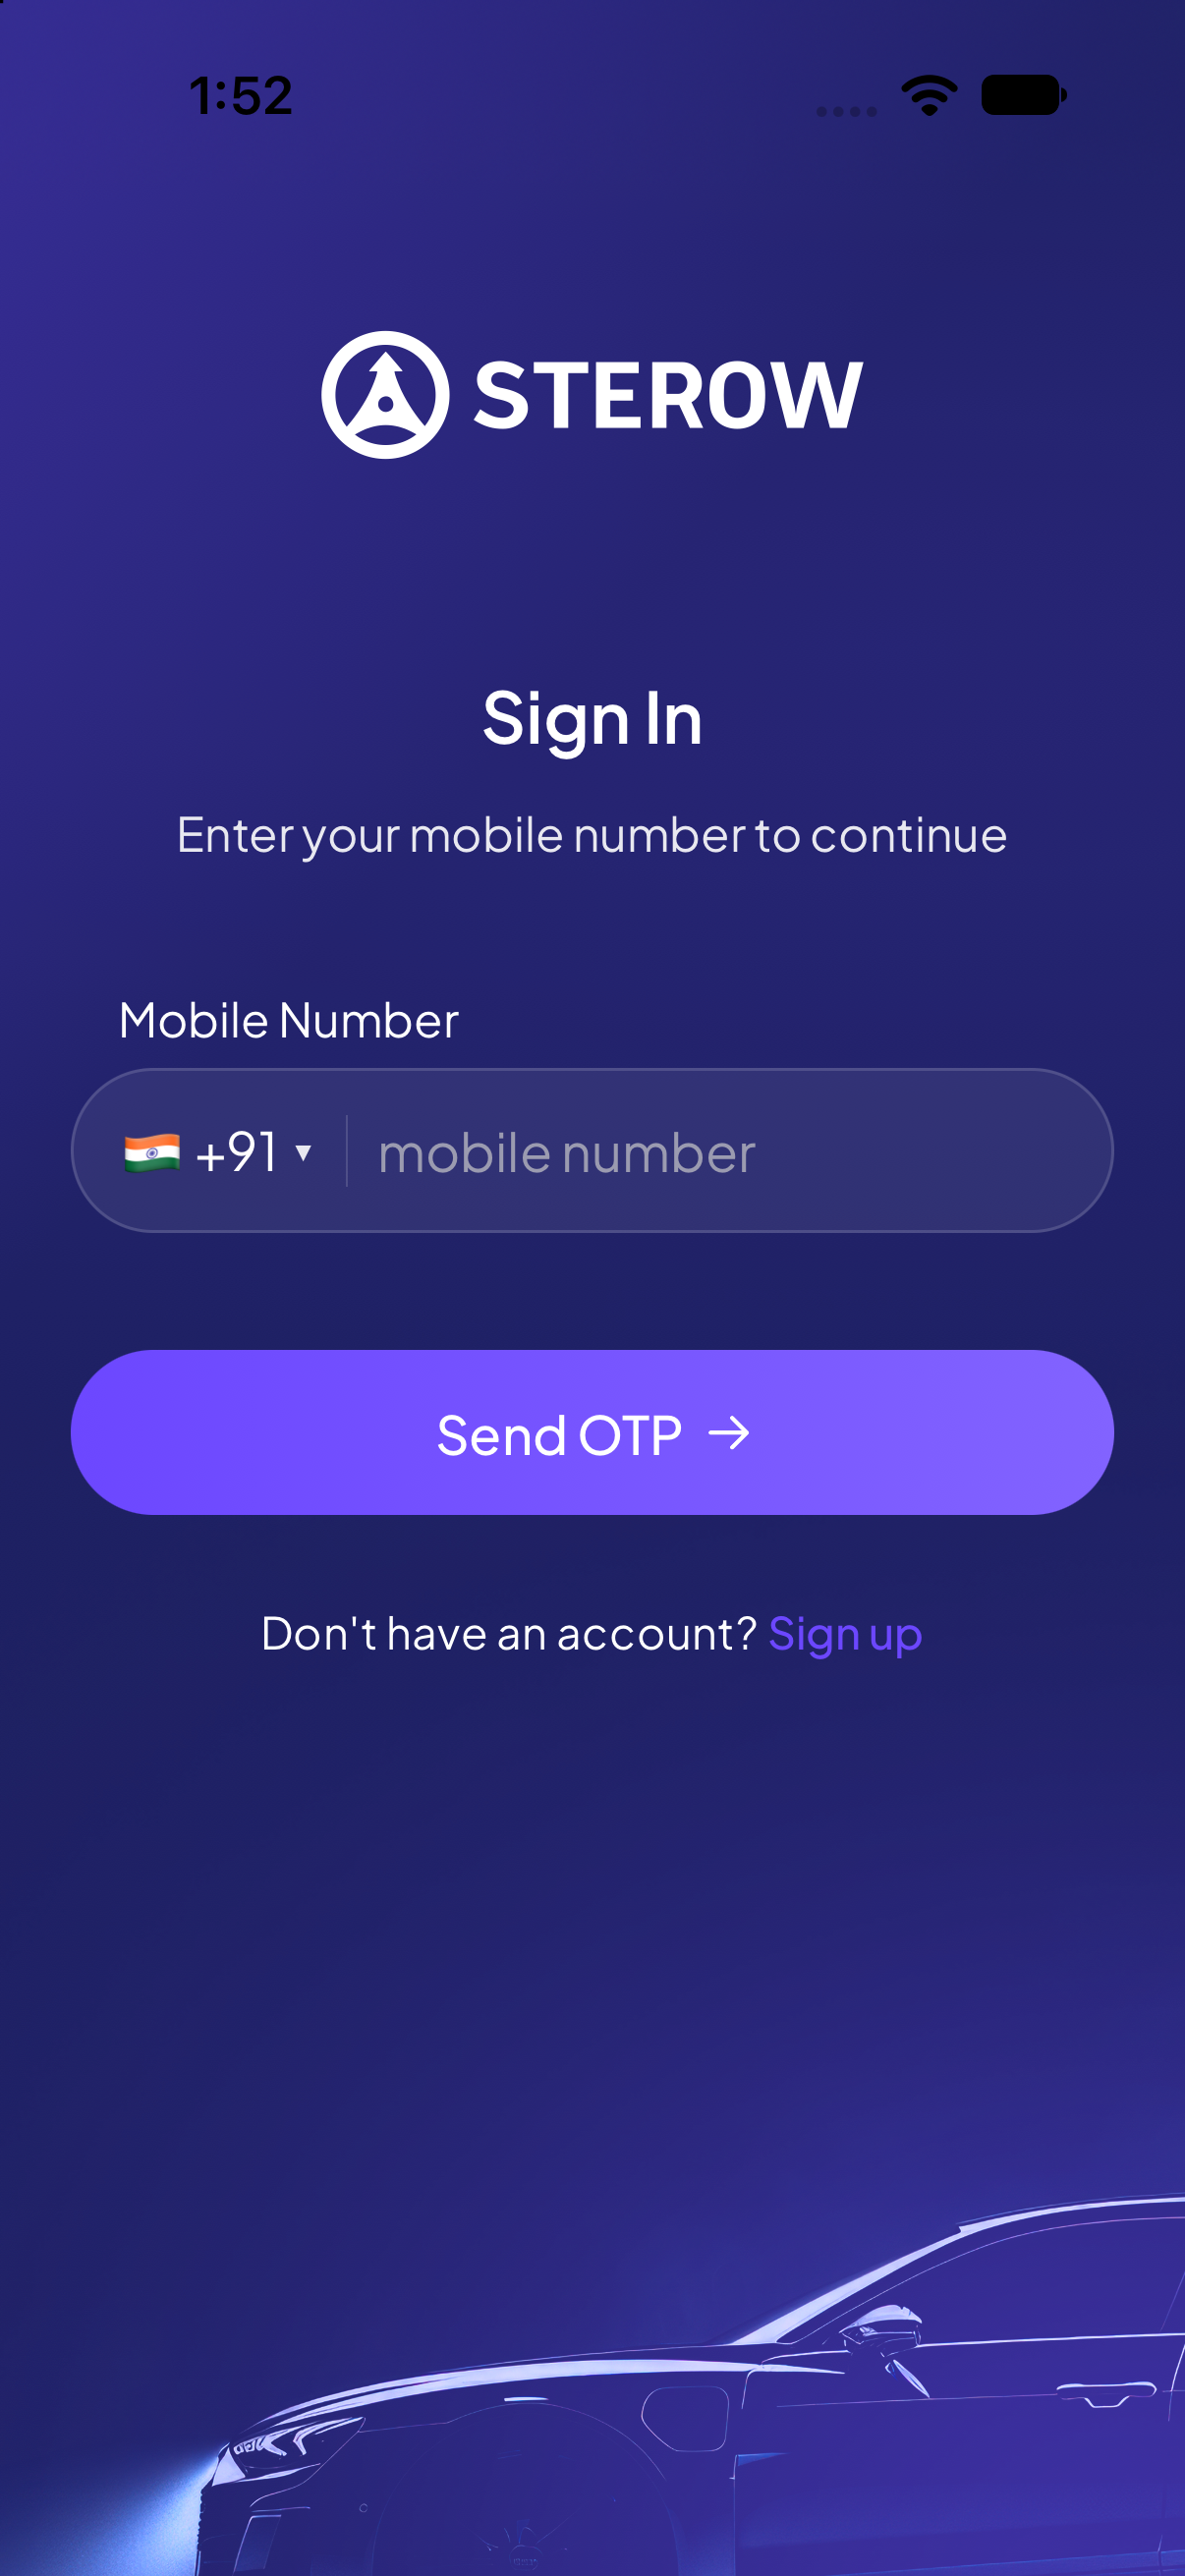 1:52
STEROW
Sign In
Enter your mobile number to continue
Mobile Number
+91 ▼ mobile number
Send OTP →
Don't have an account? Sign up